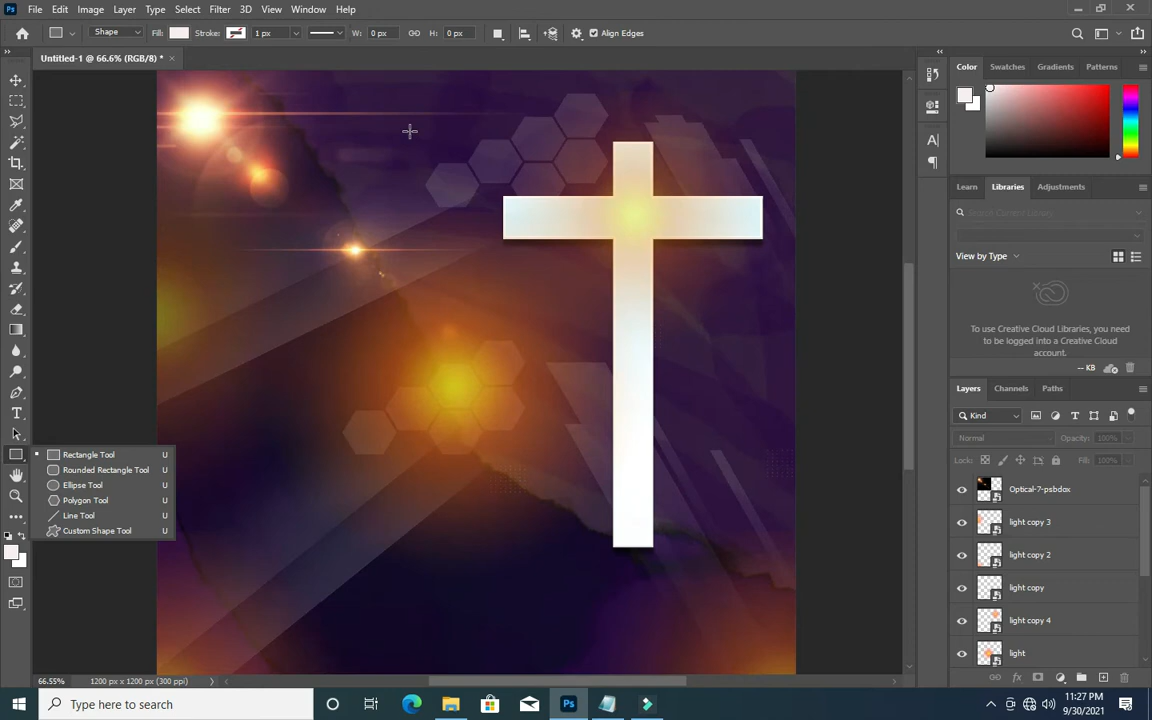 Ps File Edit Image Layer Type Select Filter 3D View Window Help
Shape Fill: Stroke: 1 px W: 0 px H: 0 px Align Edges
Untitled-1 @ 66.6% (RGB/8) * ×
Color Swatches Gradients Patterns
Learn Libraries Adjustments
Search Current Library
View by Type
To use Creative Cloud Libraries, you need
to be logged into a Creative Cloud
account.
-- KB
Layers Channels Paths
Kind
Normal Opacity: 100%
Lock: Fill: 100%
Rectangle Tool U
Rounded Rectangle Tool U
Ellipse Tool U
Polygon Tool U
Line Tool U
Custom Shape Tool U
Optical-7-psbdox
light copy 3
light copy 2
light copy
light copy 4
light
66.55% 1200 px x 1200 px (300 ppi)
Type here to search
Ps
11:27 PM
9/30/2021